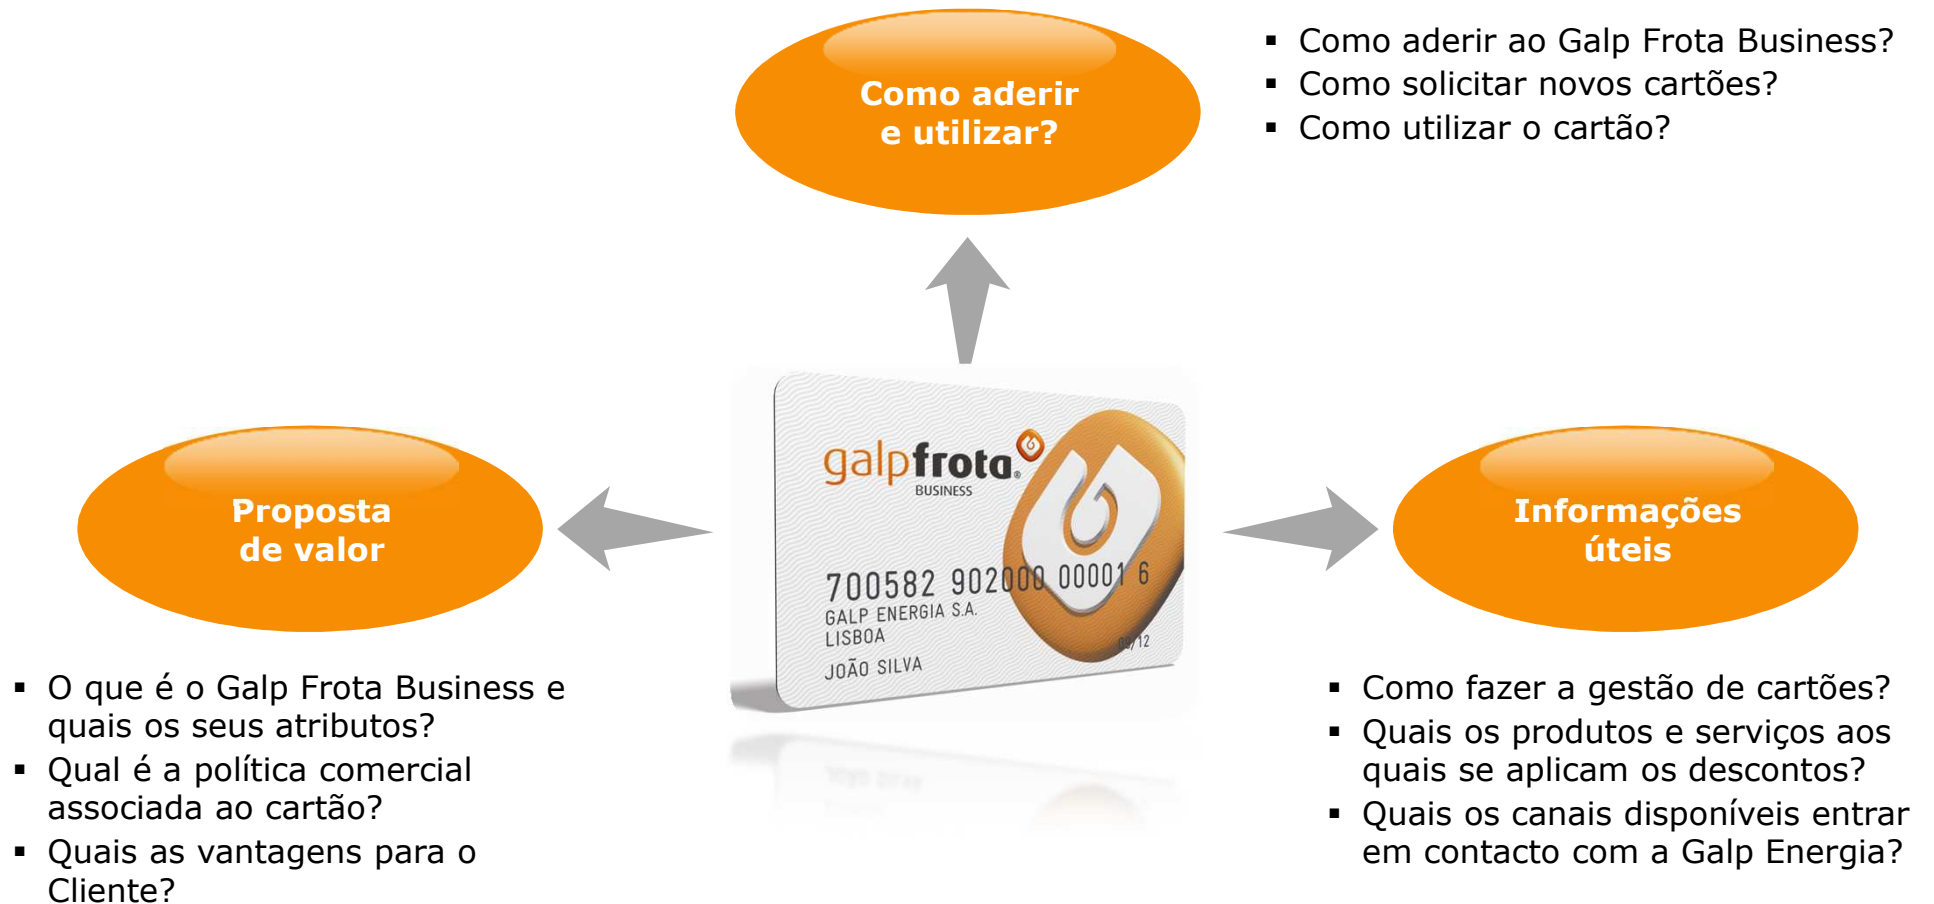 Como aderir
e utilizar?
▪ Como aderir ao Galp Frota Business?
▪ Como solicitar novos cartões?
▪ Como utilizar o cartão?
Proposta
de valor
▪ O que é o Galp Frota Business e
quais os seus atributos?
▪ Qual é a política comercial
associada ao cartão?
▪ Quais as vantagens para o
Cliente?
galpfrota®
BUSINESS
700582 902000 00001 6
GALP ENERGIA S.A.
LISBOA
JOÃO SILVA
Informações
úteis
▪ Como fazer a gestão de cartões?
▪ Quais os produtos e serviços aos
quais se aplicam os descontos?
▪ Quais os canais disponíveis entrar
em contacto com a Galp Energia?